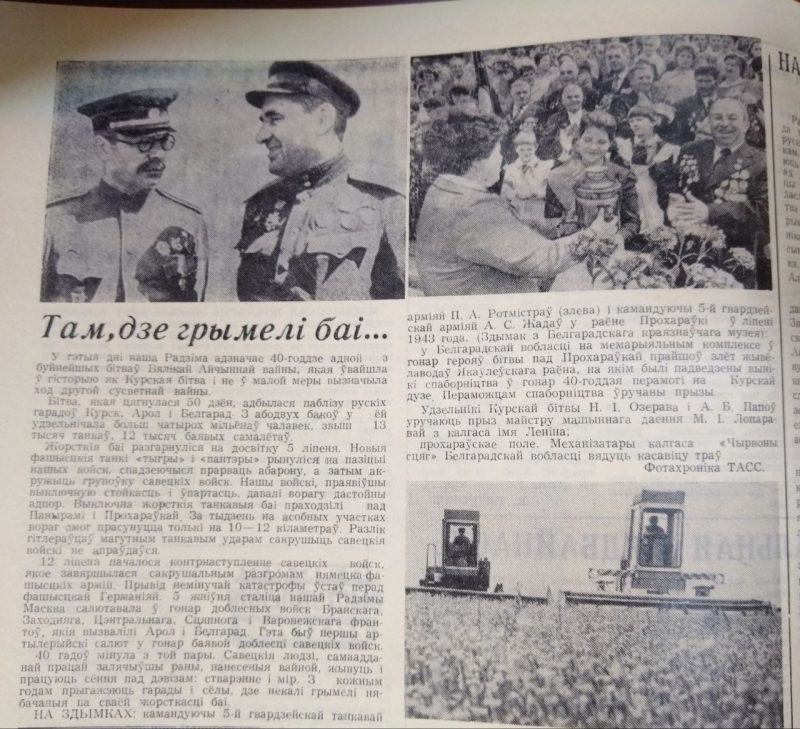 Там, дзе грымелі баі...
У гэтыя дні наша Радзіма адзначае 40-годдзе адной з
буйнейшых бітваў Вялікай Айчыннай вайны, якая ўвайшла
ў гісторыю як Курская бітва і не ў малой меры вызначыла
ход другой сусветнай вайны.
Бітва, якая цягнулася 50 дзён, адбылася паблізу рускіх
гарадоў Курск, Арол і Белгарад. З абодвух бакоў у ёй
удзельнічала больш чатырох мільёнаў чалавек, звыш 13
тысяч танкаў, 12 тысяч баявых самалётаў.
Жорсткія баі разгарнуліся на досвітку 5 ліпеня. Новыя
фашысцкія танкі «тыгры» і «пантэры» рынуліся на пазіцыі
нашых войск, спадзеючыся прарваць абарону, а затым ак-
ружыць групоўку савецкіх войск. Нашы войскі, праявіўшы
выключную стойкасць і ўпартасць, давалі ворагу дастойны
адпор. Выключна жорсткія танкавыя баі праходзілі пад
Панырамі і Прохараўкай. За тыдзень на асобных участках
вораг змог прасунуцца толькі на 10—12 кіламетраў. Разлік
гітлераўцаў магутным танкавым ударам сакрушыць савецкія
войскі не апраўдаўся.
12 ліпеня пачалося контрнаступленне савецкіх войск,
якое завяршылася сакрушальным разгромам нямецка-фа-
шысцкіх армій. Прывід немінучай катастрофы ўстаў перад
фашысцкай Германіяй. 5 жніўня сталіца нашай Радзімы
Масква салютавала ў гонар доблесных войск Бранскага,
Заходняга, Цэнтральнага, Сцяпнога і Варонежскага фран-
тоў, якія вызвалілі Арол і Белгарад. Гэта быў першы ар-
тылерыйскі салют у гонар баявой доблесці савецкіх войск.
40 гадоў мінула з той пары. Савецкія людзі, самаадда-
най працай залячыўшы раны, нанесеныя вайной, жывуць і
працуюць сёння пад дэвізам: стварэнне і мір. З кожным
годам прыгажэюць гарады і сёлы, дзе некалі грымелі ня-
бачаныя па сваёй жорсткасці баі.
НА ЗДЫМКАХ: камандуючы 5-й гвардзейскай танкавай
арміяй П. А. Ротмістраў (злева) і камандуючы 5-й гвардзей-
скай арміяй А. С. Жадаў у раёне Прохараўкі ў ліпені
1943 года. (Здымак з Белгарадскага краязнаўчага музея);
у Белгарадскай вобласці на мемарыяльным комплексе ў
гонар герояў бітвы пад Прохараўкай прайшоў злёт жывё-
лаводаў Якаўлеўскага раёна, на якім былі падведзены выні-
кі спаборніцтва ў гонар 40-годдзя перамогі на Курскай
дузе. Пераможцам спаборніцтва ўручаны прызы.
Удзельнікі Курскай бітвы Н. І. Озерава і А. Б. Папоў
уручаюць прыз майстру машыннага даення М. І. Лопара-
вай з калгаса імя Леніна;
прохараўскае поле. Механізатары калгаса «Чырвоны
сцяг» Белгарадскай вобласці вядуць касавіцу траў.
Фотахроніка ТАСС.
НА